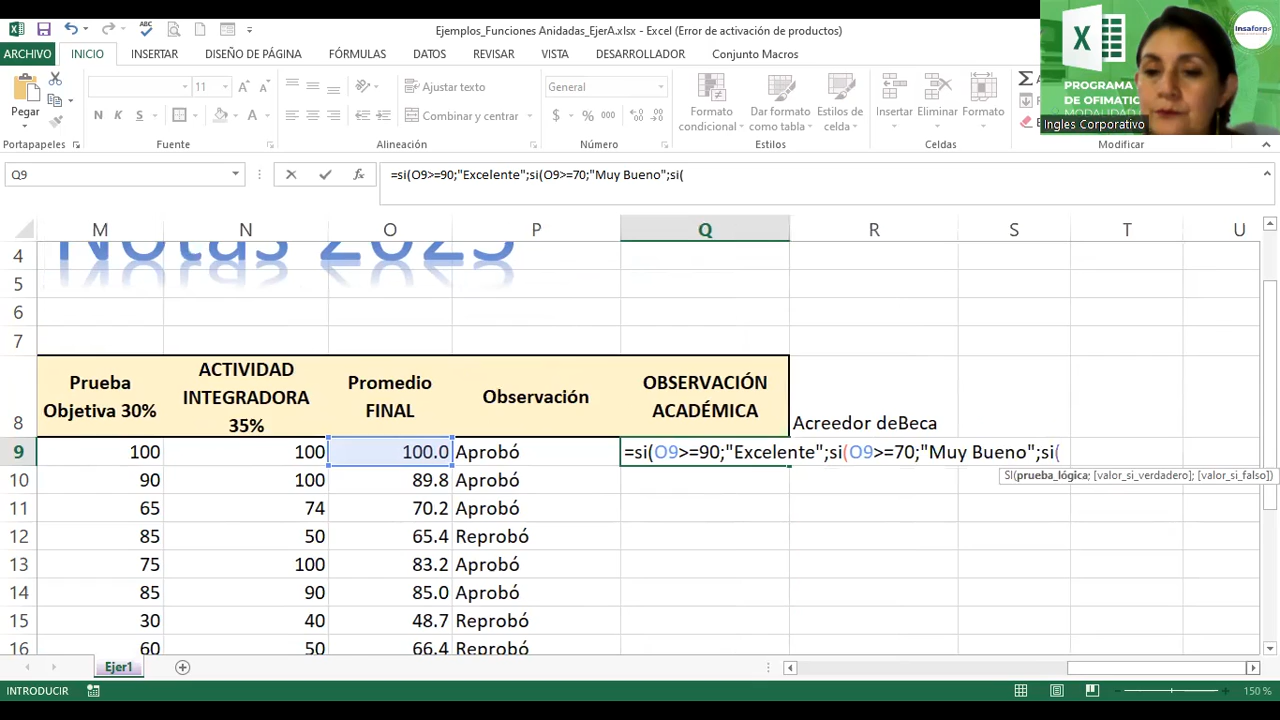 Ejemplos_Funciones Anidadas_EjerA.xlsx - Excel (Error de activación de productos)
ARCHIVO INICIO INSERTAR DISEÑO DE PÁGINA FÓRMULAS DATOS REVISAR VISTA DESARROLLADOR Conjunto Macros
insaforp
PROGRAMA
DE OFIMATIC
MODALIDAD
Ingles Corporativo
Pegar
11
N K S
A A
Ajustar texto
Combinar y centrar
General
$ % 000
Formato condicional
Dar formato como tabla
Estilos de celda
Insertar Eliminar Formato
Portapapeles Fuente Alineación Número Estilos Celdas Modificar
Q9 fx =si(O9>=90;"Excelente";si(O9>=70;"Muy Bueno";si(
M N O P Q R S T U
4 Notas 2023
5
6
7
8 Prueba Objetiva 30% ACTIVIDAD INTEGRADORA 35% Promedio FINAL Observación OBSERVACIÓN ACADÉMICA Acreedor deBeca
9 100 100 100.0 Aprobó =si(O9>=90;"Excelente";si(O9>=70;"Muy Bueno";si(
SI(prueba_lógica; [valor_si_verdadero]; [valor_si_falso])
10 90 100 89.8 Aprobó
11 65 74 70.2 Aprobó
12 85 50 65.4 Reprobó
13 75 100 83.2 Aprobó
14 85 90 85.0 Aprobó
15 30 40 48.7 Reprobó
16 60 50 66.4 Reprobó
Ejer1
INTRODUCIR 150 %